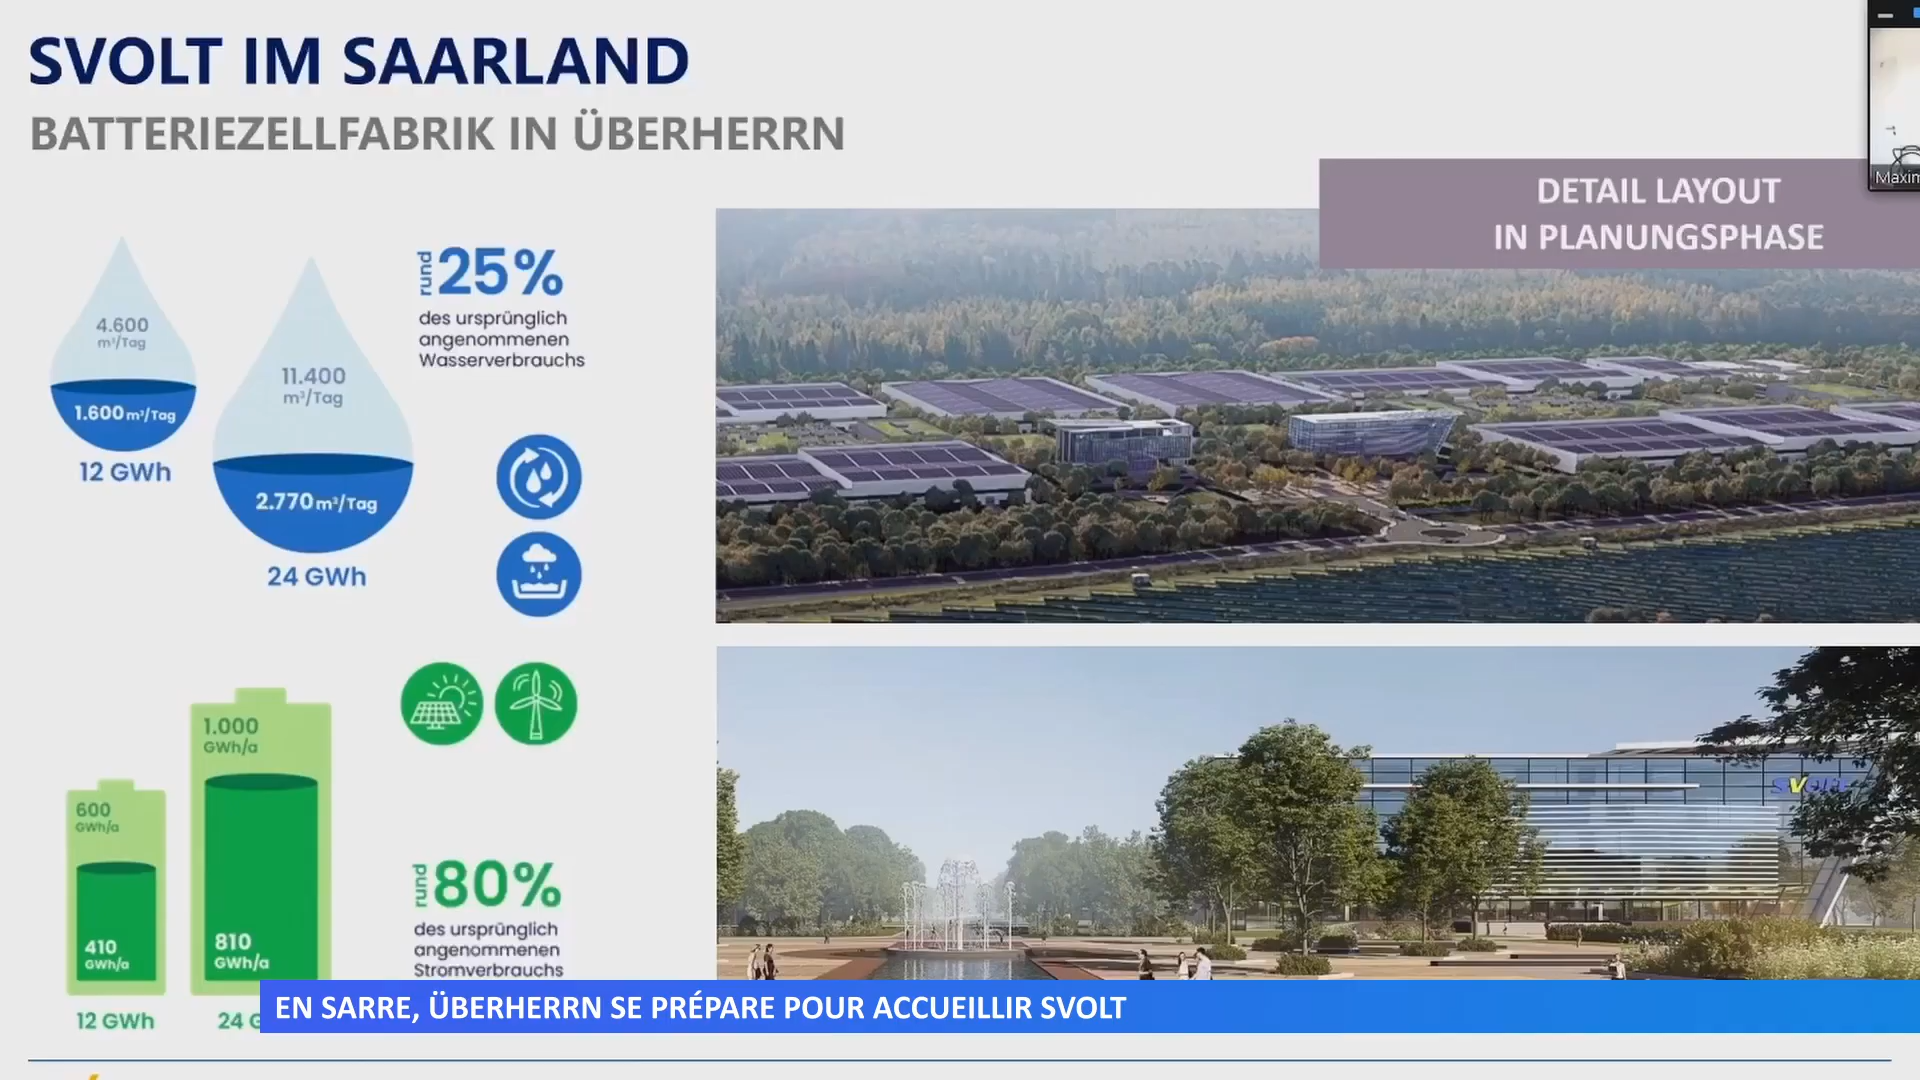 SVOLT IM SAARLAND
BATTERIEZELLFABRIK IN ÜBERHERRN
DETAIL LAYOUT
IN PLANUNGSPHASE
4.600
m³/Tag
1.600 m³/Tag
12 GWh
11.400
m³/Tag
2.770 m³/Tag
24 GWh
rund 25%
des ursprünglich
angenommenen
Wasserverbrauchs
600
GWh/a
410
GWh/a
12 GWh
1.000
GWh/a
810
GWh/a
24 G
rund 80%
des ursprünglich
angenommenen
Stromverbrauchs
SVOLT
Maxim
EN SARRE, ÜBERHERRN SE PRÉPARE POUR ACCUEILLIR SVOLT